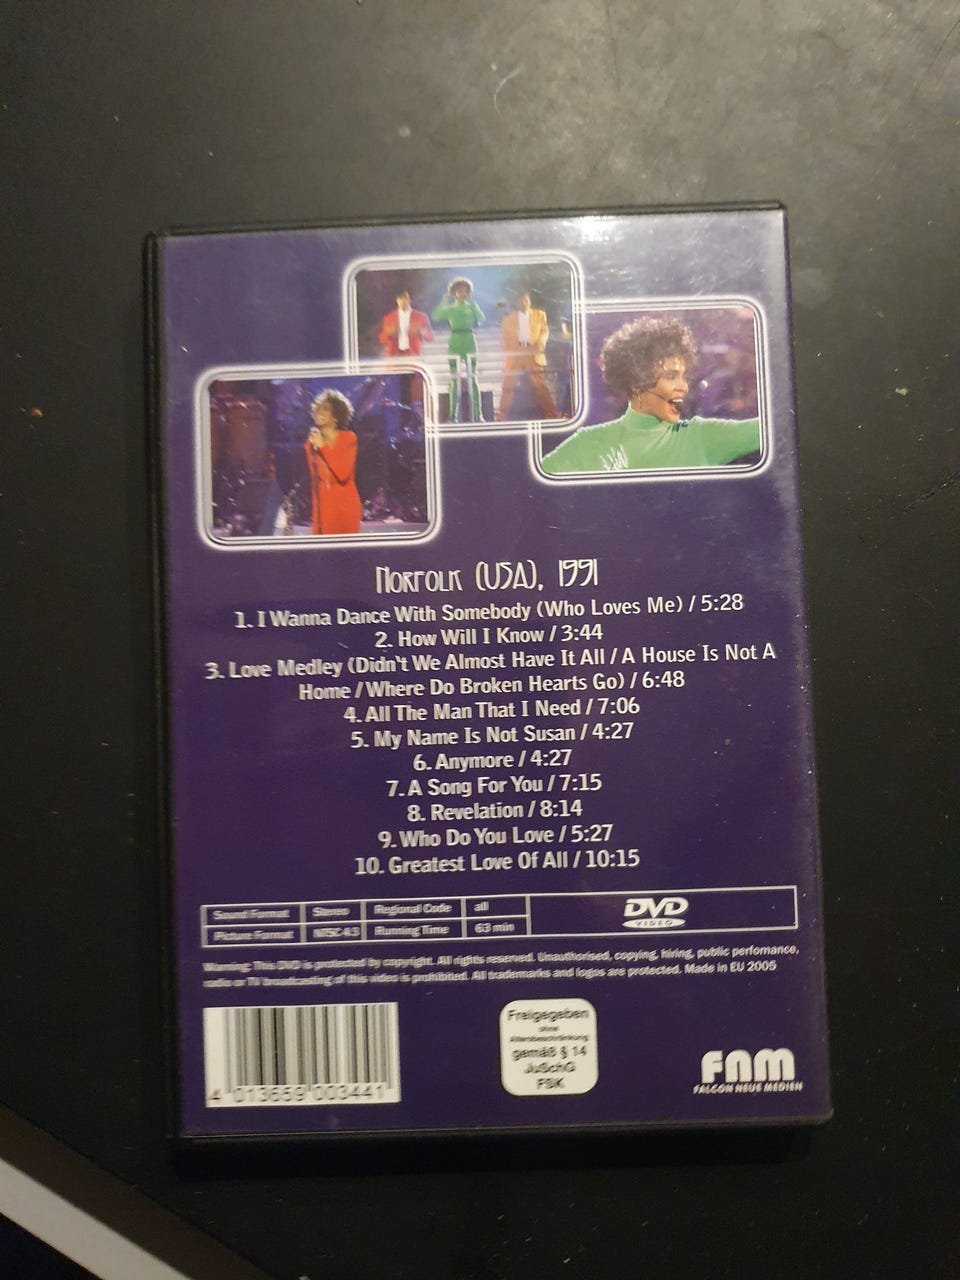 Norfolk (USA), 1991
1. I Wanna Dance With Somebody (Who Loves Me) / 5:28
2. How Will I Know / 3:44
3. Love Medley (Didn't We Almost Have It All / A House Is Not A
Home / Where Do Broken Hearts Go) / 6:48
4. All The Man That I Need / 7:06
5. My Name Is Not Susan / 4:27
6. Anymore / 4:27
7. A Song For You / 7:15
8. Revelation / 8:14
9. Who Do You Love / 5:27
10. Greatest Love Of All / 10:15
Sound Format Stereo Regional Code all
Picture Format NTSC 4:3 Running Time 63 min
DVD
VIDEO
Warning: This DVD is protected by copyright. All rights reserved. Unauthorised, copying, hiring, public perfomance,
radio or TV broadcasting of this video is prohibited. All trademarks and logos are protected. Made in EU 2005
4 013659 003441
Freigegeben
ohne
Altersbeschränkung
gemäß § 14
JuSchG
FSK
FNM
FALCON NEUE MEDIEN